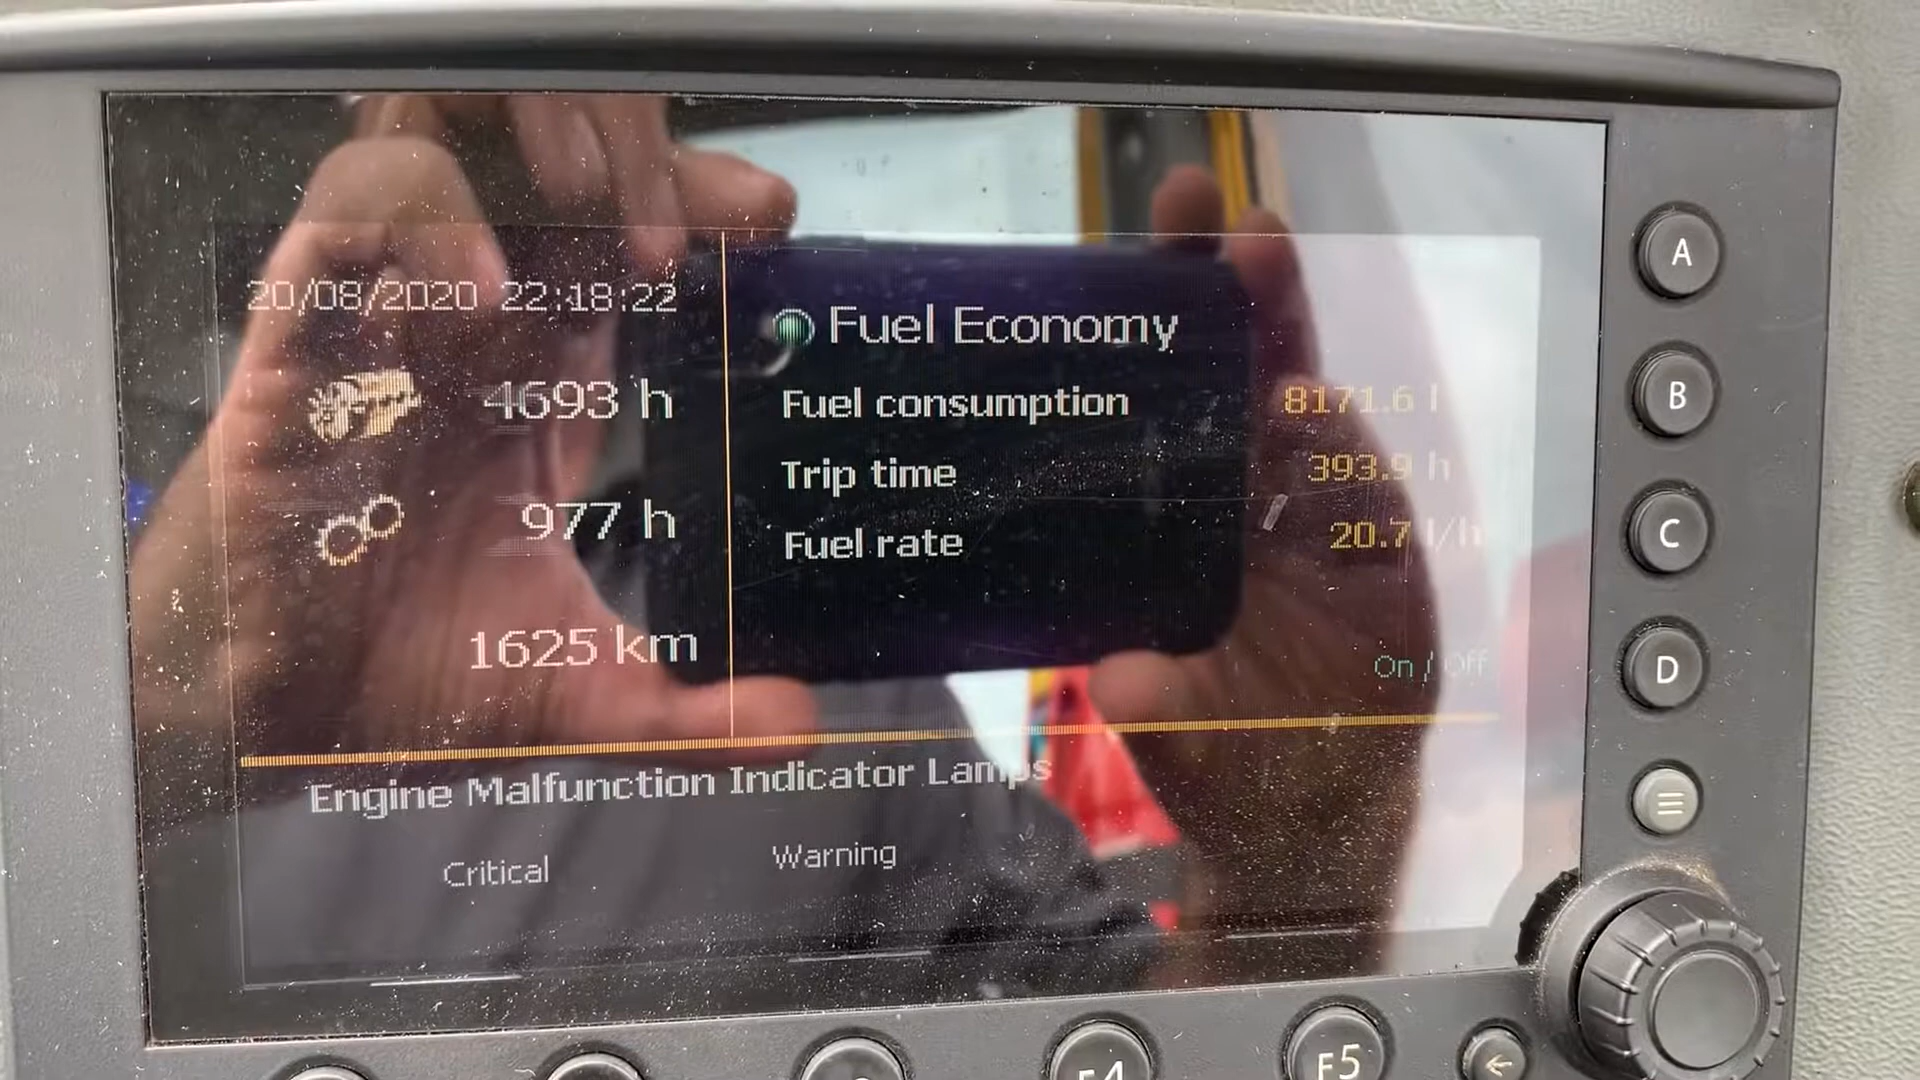 20/08/2020 22:18:22
4693 h
977 h
1625 km
Fuel Economy
Fuel consumption 8171.6 l
Trip time 393.9 h
Fuel rate 20.7 l/h
On / Off
Engine Malfunction Indicator Lamps
Critical Warning
A
B
C
D
F4
F5